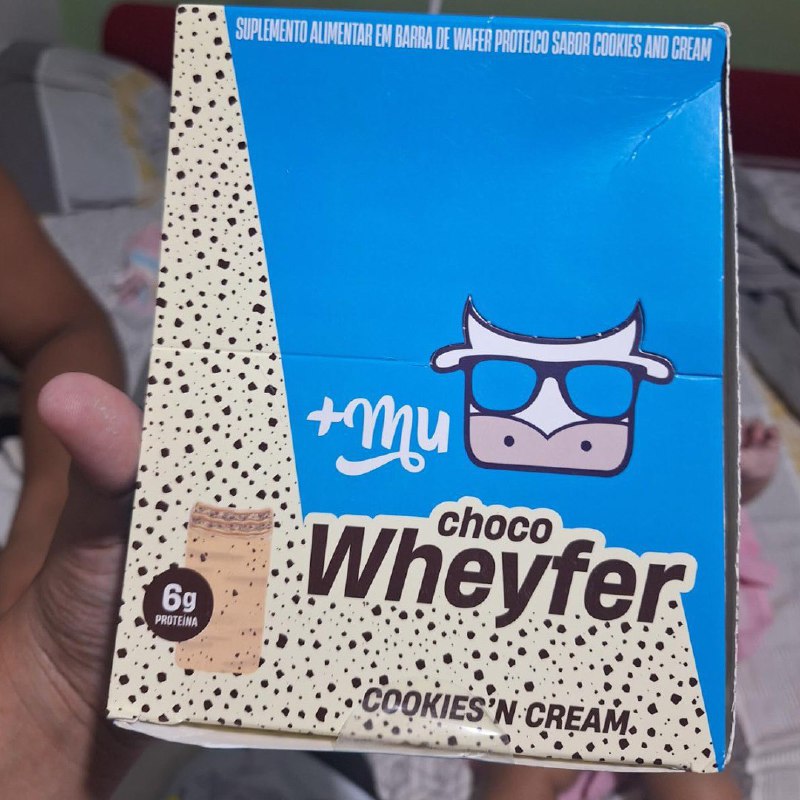 SUPLEMENTO ALIMENTAR EM BARRA DE WAFER PROTEICO SABOR COOKIES AND CREAM
+Mu
choco
Wheyfer
6g
PROTEÍNA
COOKIES'N CREAM